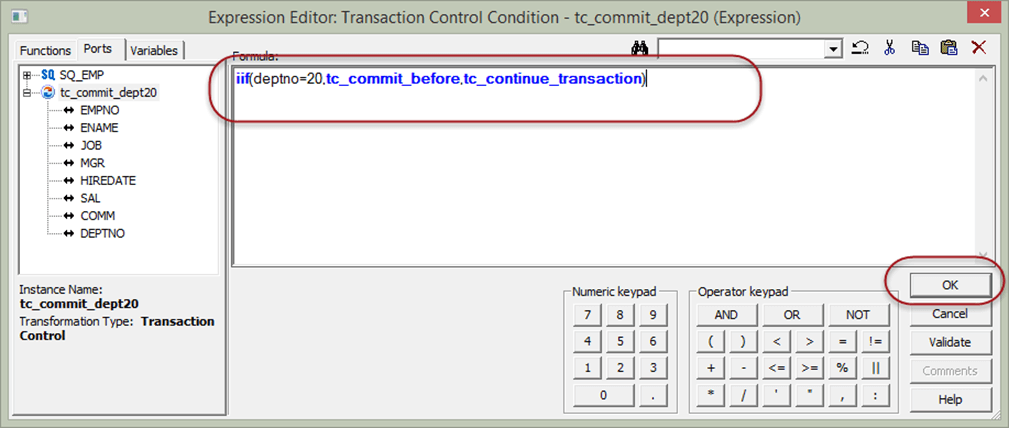 Expression Editor: Transaction Control Condition - tc_commit_dept20 (Expression)
Functions Ports Variables
Formula:
SQ SQ_EMP
tc_commit_dept20
EMPNO
ENAME
JOB
MGR
HIREDATE
SAL
COMM
DEPTNO
iif(deptno=20,tc_commit_before,tc_continue_transaction)
Instance Name:
tc_commit_dept20
Transformation Type: Transaction
Control
Numeric keypad
7 8 9
4 5 6
1 2 3
0 .
Operator keypad
AND OR NOT
( ) < > = !=
+ - <= >= % ||
* / ' " , :
OK
Cancel
Validate
Comments
Help